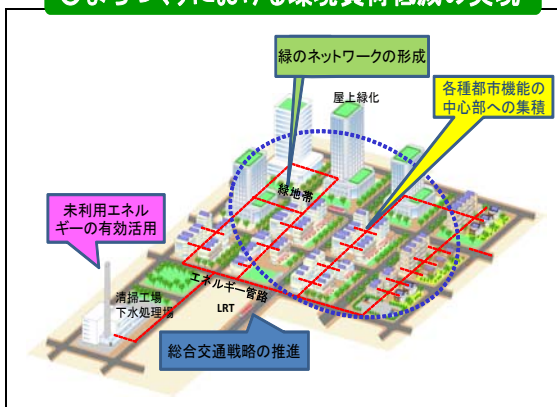 緑のネットワークの形成
屋上緑化
各種都市機能の
中心部への集積
緑地帯
未利用エネル
ギーの有効活用
エネルギー管路
清掃工場
下水処理場
LRT
総合交通戦略の推進